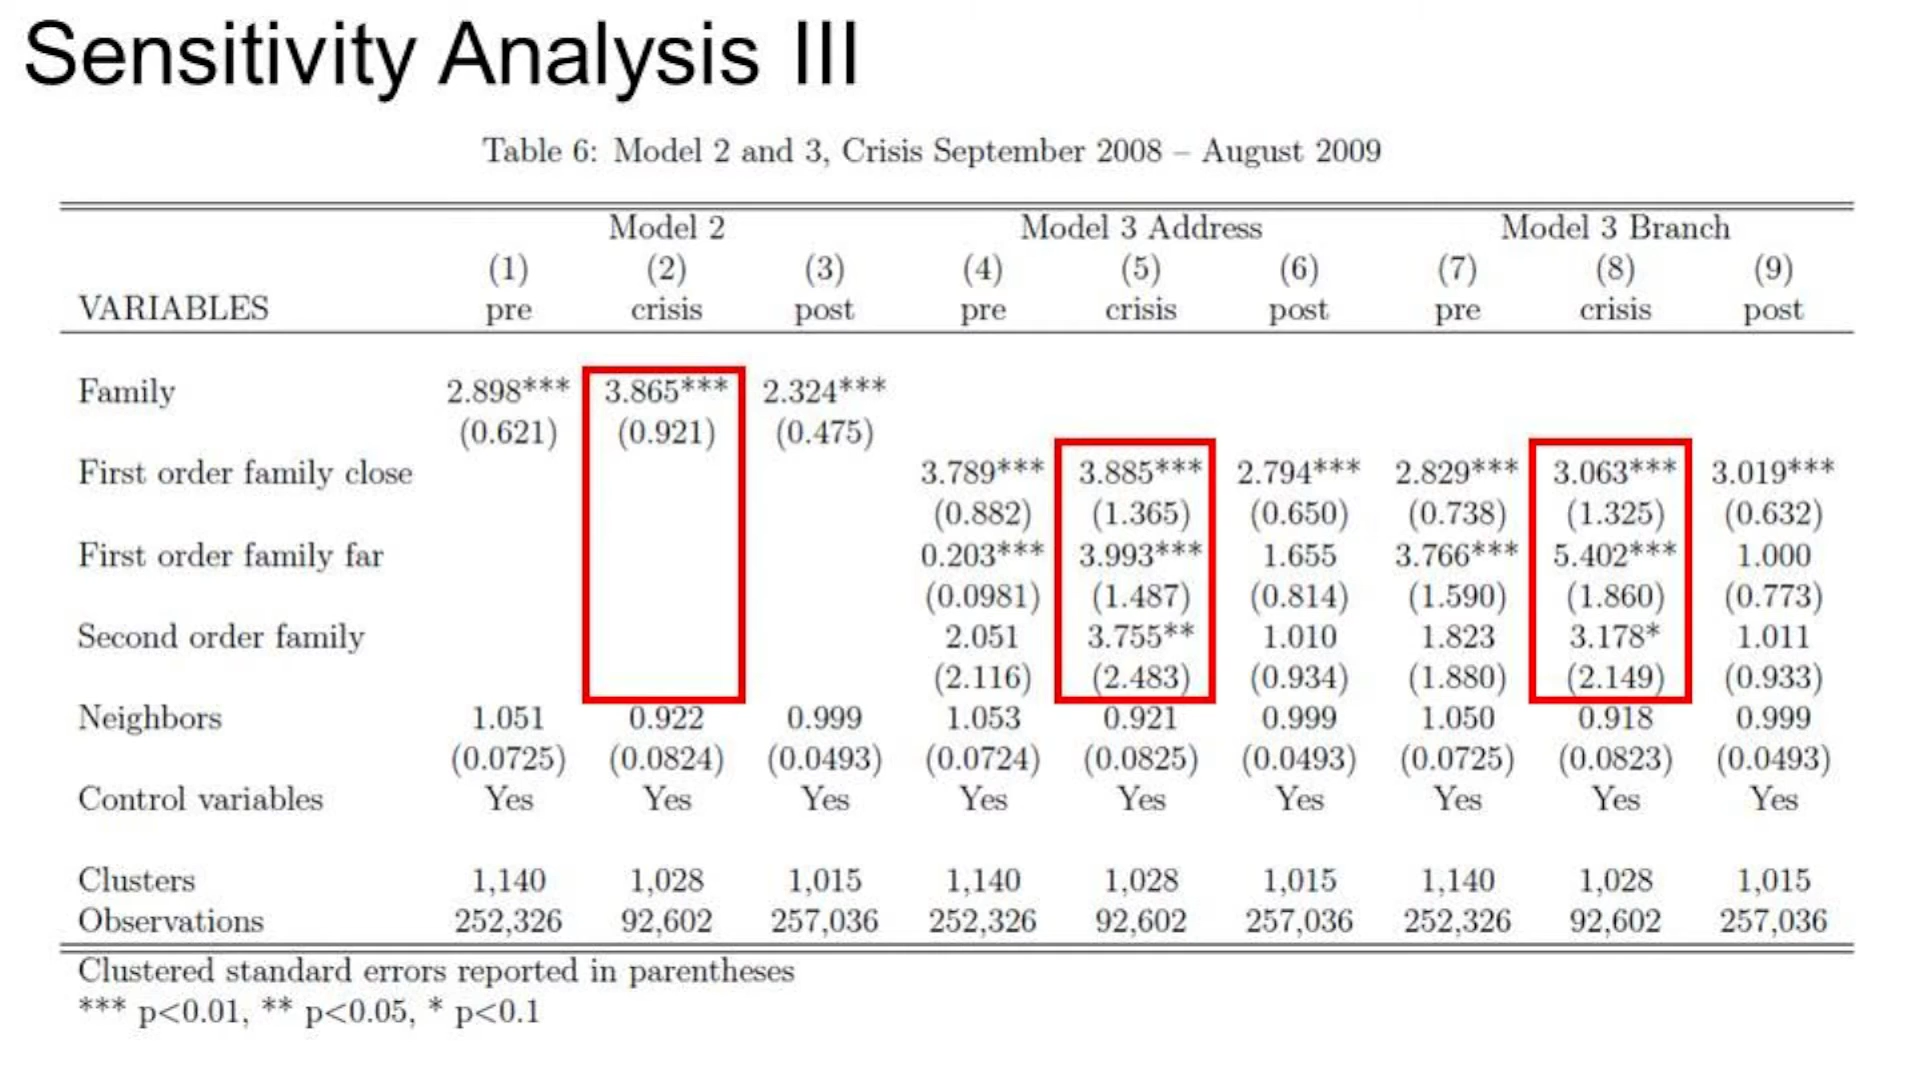 Sensitivity Analysis III
Table 6: Model 2 and 3, Crisis September 2008 – August 2009
Model 2 Model 3 Address Model 3 Branch
(1) (2) (3) (4) (5) (6) (7) (8) (9)
VARIABLES pre crisis post pre crisis post pre crisis post
Family 2.898*** 3.865*** 2.324***
(0.621) (0.921) (0.475)
First order family close 3.789*** 3.885*** 2.794*** 2.829*** 3.063*** 3.019***
(0.882) (1.365) (0.650) (0.738) (1.325) (0.632)
First order family far 0.203*** 3.993*** 1.655 3.766*** 5.402*** 1.000
(0.0981) (1.487) (0.814) (1.590) (1.860) (0.773)
Second order family 2.051 3.755** 1.010 1.823 3.178* 1.011
(2.116) (2.483) (0.934) (1.880) (2.149) (0.933)
Neighbors 1.051 0.922 0.999 1.053 0.921 0.999 1.050 0.918 0.999
(0.0725) (0.0824) (0.0493) (0.0724) (0.0825) (0.0493) (0.0725) (0.0823) (0.0493)
Control variables Yes Yes Yes Yes Yes Yes Yes Yes Yes
Clusters 1,140 1,028 1,015 1,140 1,028 1,015 1,140 1,028 1,015
Observations 252,326 92,602 257,036 252,326 92,602 257,036 252,326 92,602 257,036
Clustered standard errors reported in parentheses
*** p<0.01, ** p<0.05, * p<0.1